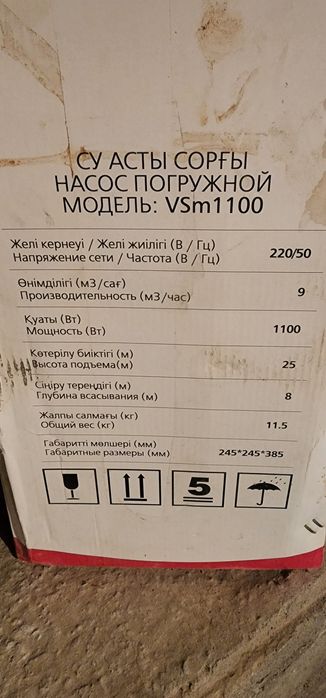 СУ АСТЫ СОРҒЫ
НАСОС ПОГРУЖНОЙ
МОДЕЛЬ: VSm1100
Желі кернеуі / Желі жиілігі (В / Гц)
Напряжение сети / Частота (В / Гц)
220/50
Өнімділігі (м3/сағ)
Производительность (м3/час)
9
Қуаты (Вт)
Мощность (Вт)
1100
Көтерілу биіктігі (м)
Высота подъема(м)
25
Сіңіру тереңдігі (м)
Глубина всасывания (м)
8
Жалпы салмағы (кг)
Общий вес (кг)
11.5
Габаритті мөлшері (мм)
Габаритные размеры (мм)
245*245*385
5